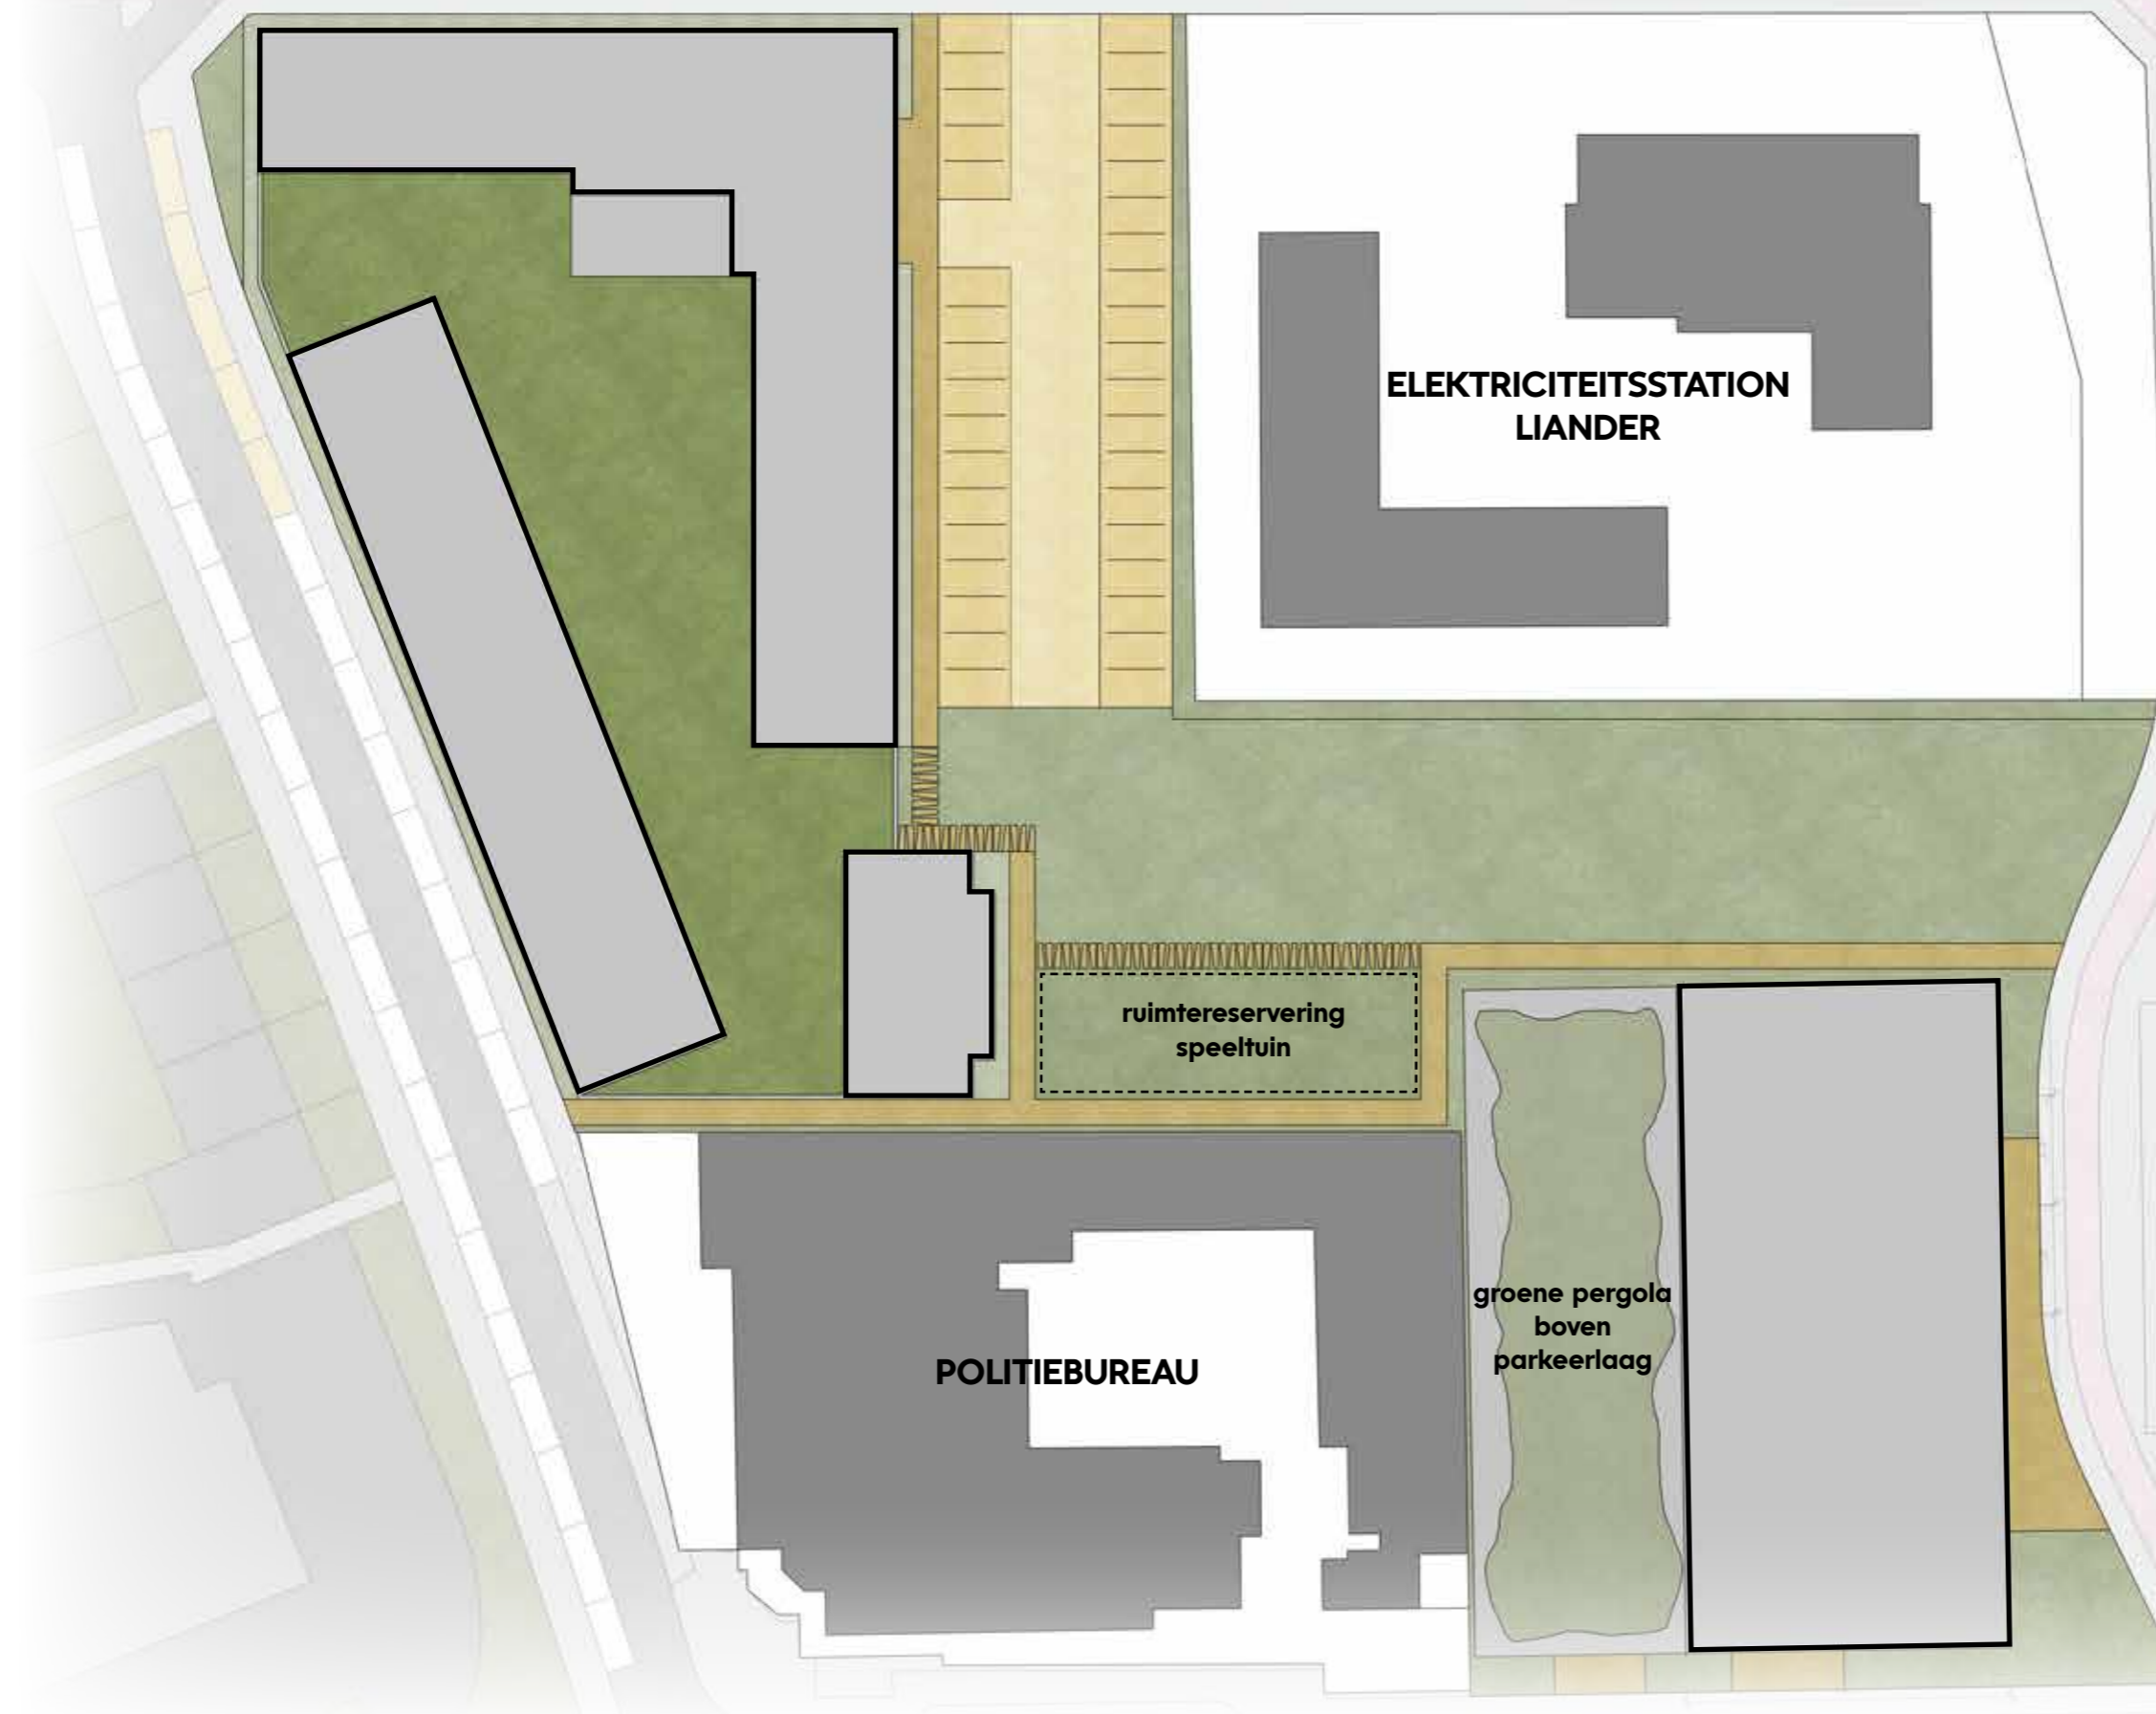 ELEKTRICITEITSSTATION
LIANDER
ruimtereservering
speeltuin
groene pergola
boven
parkeerlaag
POLITIEBUREAU